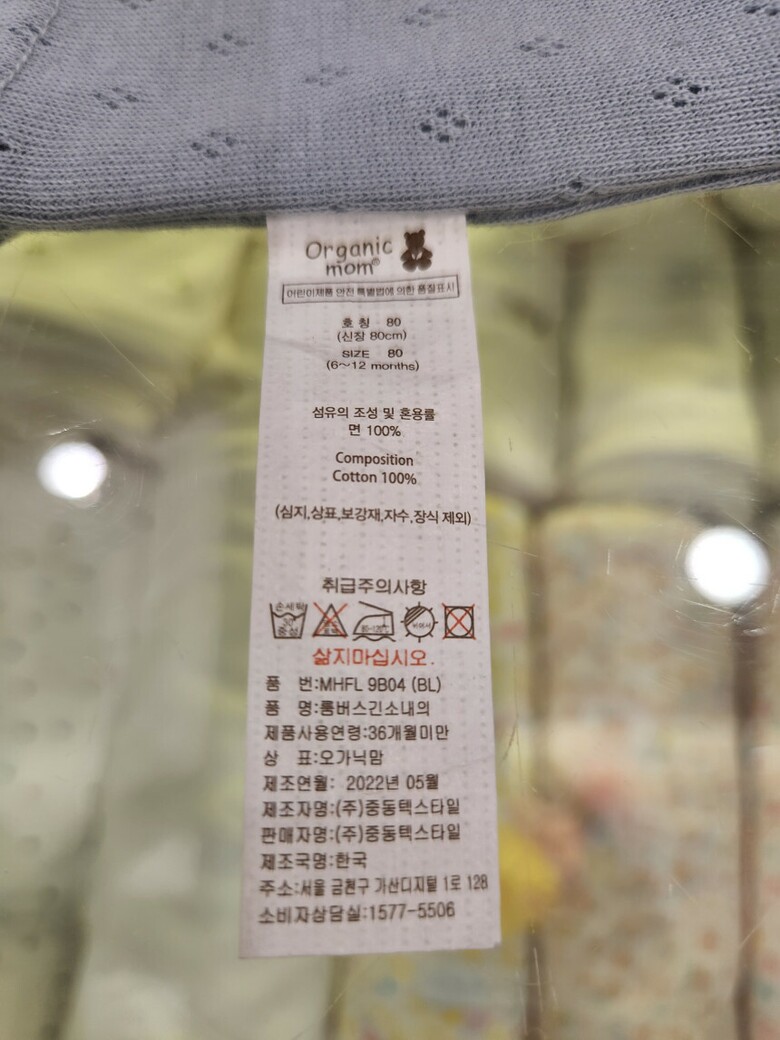 Organic
mom®
어린이제품 안전 특별법에 의한 품질표시
호 칭 80
(신장 80cm)
SIZE 80
(6~12 months)
섬유의 조성 및 혼용률
면 100%
Composition
Cotton 100%
(심지,상표,보강재,자수,장식 제외)
취급주의사항
손세탁
30°
중성
80~120℃
삶지마십시오.
품 번:MHFL 9B04 (BL)
품 명:롬버스긴소내의
제품사용연령:36개월미만
상 표:오가닉맘
제조연월: 2022년 05월
제조자명:(주)중동텍스타일
판매자명:(주)중동텍스타일
제조국명:한국
주소:서울 금천구 가산디지털 1로 128
소비자상담실:1577-5506